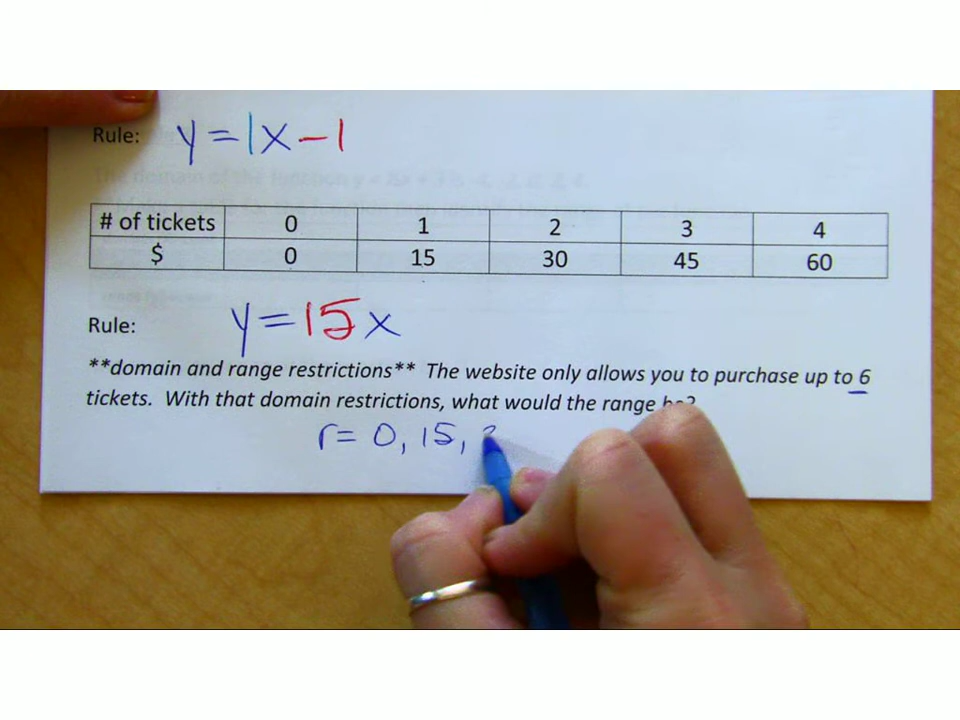 Rule: y = 1x - 1
# of tickets 0 1 2 3 4
$ 0 15 30 45 60
Rule: y = 15x
**domain and range restrictions** The website only allows you to purchase up to 6
tickets. With that domain restrictions, what would the range be?
r = 0, 15,